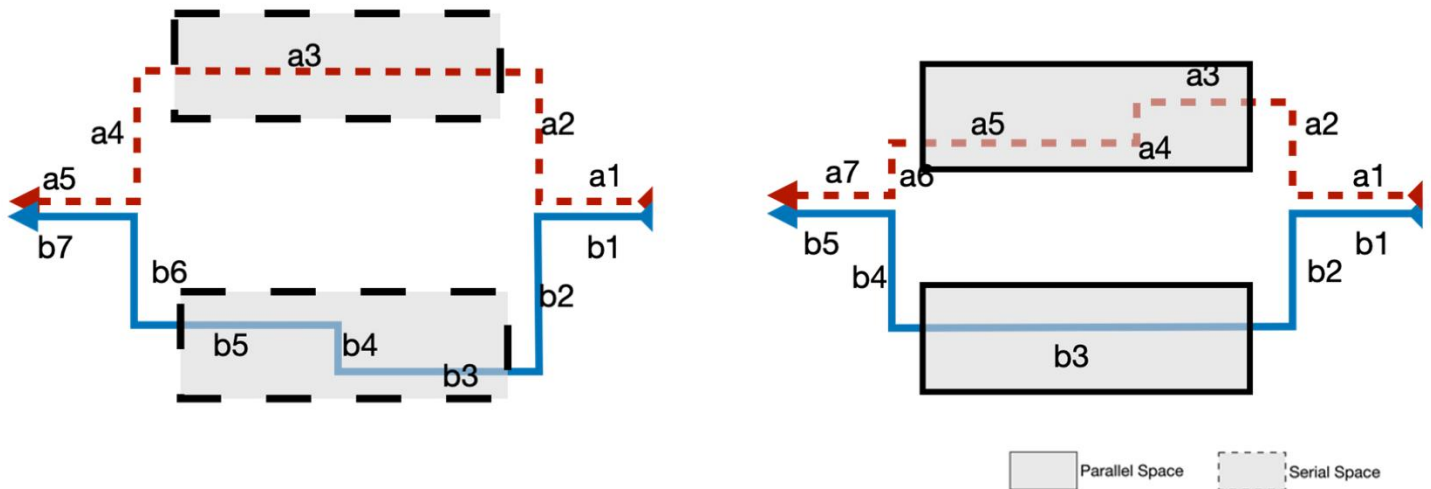 a3
a4
a2
a5
a1
b7
b1
b6
b2
b5
b4
b3
a3
a5
a4
a2
a7
a6
a1
b5
b1
b4
b2
b3
Parallel Space
Serial Space